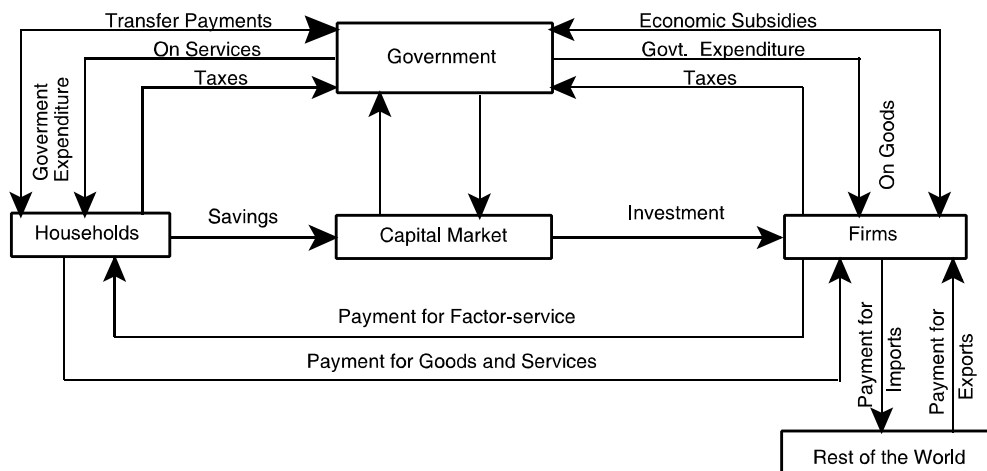 Transfer Payments
Economic Subsidies
On Services
Government
Govt. Expenditure
Taxes
Taxes
Goverment
Expenditure
On Goods
Households
Savings
Capital Market
Investment
Firms
Payment for Factor-service
Payment for Goods and Services
Payment for
Imports
Payment for
Exports
Rest of the World